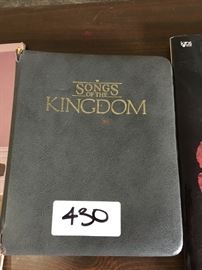 SONGS
OF THE
KINGDOM
430